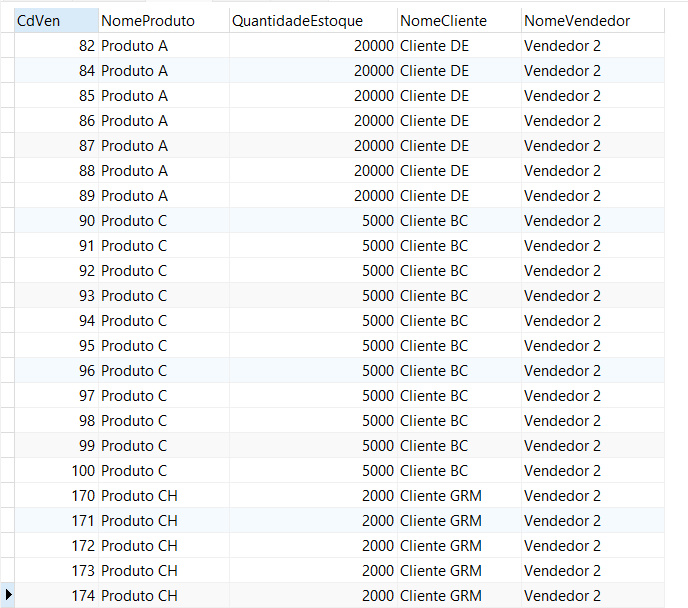 CdVen NomeProduto QuantidadeEstoque NomeCliente NomeVendedor
82 Produto A 20000 Cliente DE Vendedor 2
84 Produto A 20000 Cliente DE Vendedor 2
85 Produto A 20000 Cliente DE Vendedor 2
86 Produto A 20000 Cliente DE Vendedor 2
87 Produto A 20000 Cliente DE Vendedor 2
88 Produto A 20000 Cliente DE Vendedor 2
89 Produto A 20000 Cliente DE Vendedor 2
90 Produto C 5000 Cliente BC Vendedor 2
91 Produto C 5000 Cliente BC Vendedor 2
92 Produto C 5000 Cliente BC Vendedor 2
93 Produto C 5000 Cliente BC Vendedor 2
94 Produto C 5000 Cliente BC Vendedor 2
95 Produto C 5000 Cliente BC Vendedor 2
96 Produto C 5000 Cliente BC Vendedor 2
97 Produto C 5000 Cliente BC Vendedor 2
98 Produto C 5000 Cliente BC Vendedor 2
99 Produto C 5000 Cliente BC Vendedor 2
100 Produto C 5000 Cliente BC Vendedor 2
170 Produto CH 2000 Cliente GRM Vendedor 2
171 Produto CH 2000 Cliente GRM Vendedor 2
172 Produto CH 2000 Cliente GRM Vendedor 2
173 Produto CH 2000 Cliente GRM Vendedor 2
174 Produto CH 2000 Cliente GRM Vendedor 2